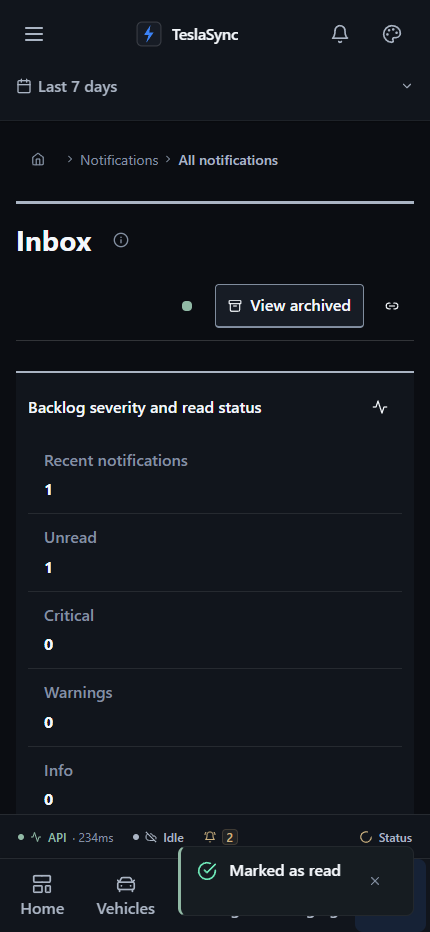 TeslaSync
Last 7 days
Notifications All notifications
Inbox
View archived
Backlog severity and read status
Recent notifications
1
Unread
1
Critical
0
Warnings
0
Info
0
API · 234ms Idle 2 Status
Marked as read
Home Vehicles